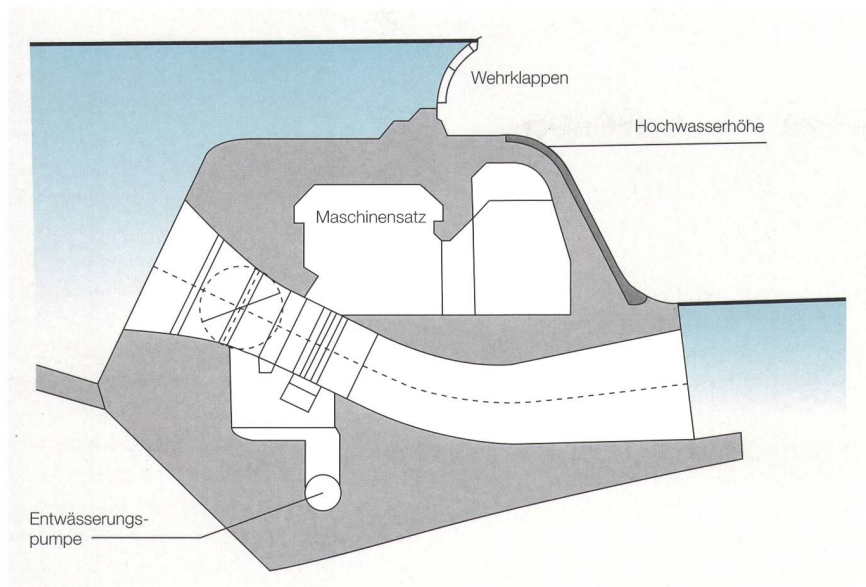 Wehrklappen
Hochwasserhöhe
Maschinensatz
Entwässerungs-
pumpe